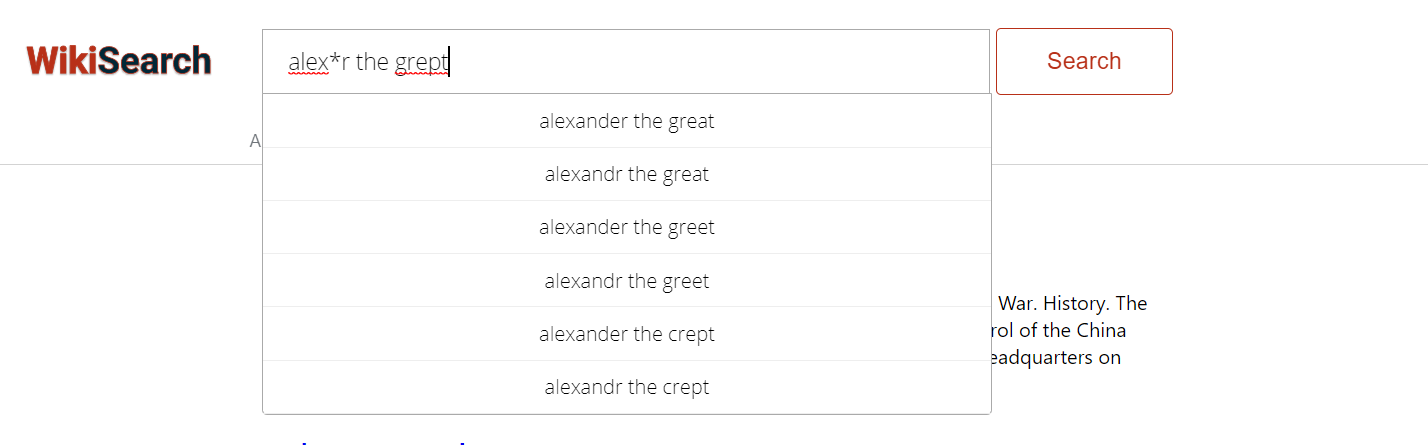 WikiSearch
alex*r the grept
Search
A
alexander the great
alexandr the great
alexander the greet
alexandr the greet
alexander the crept
alexandr the crept
War. History. The
rol of the China
eadquarters on